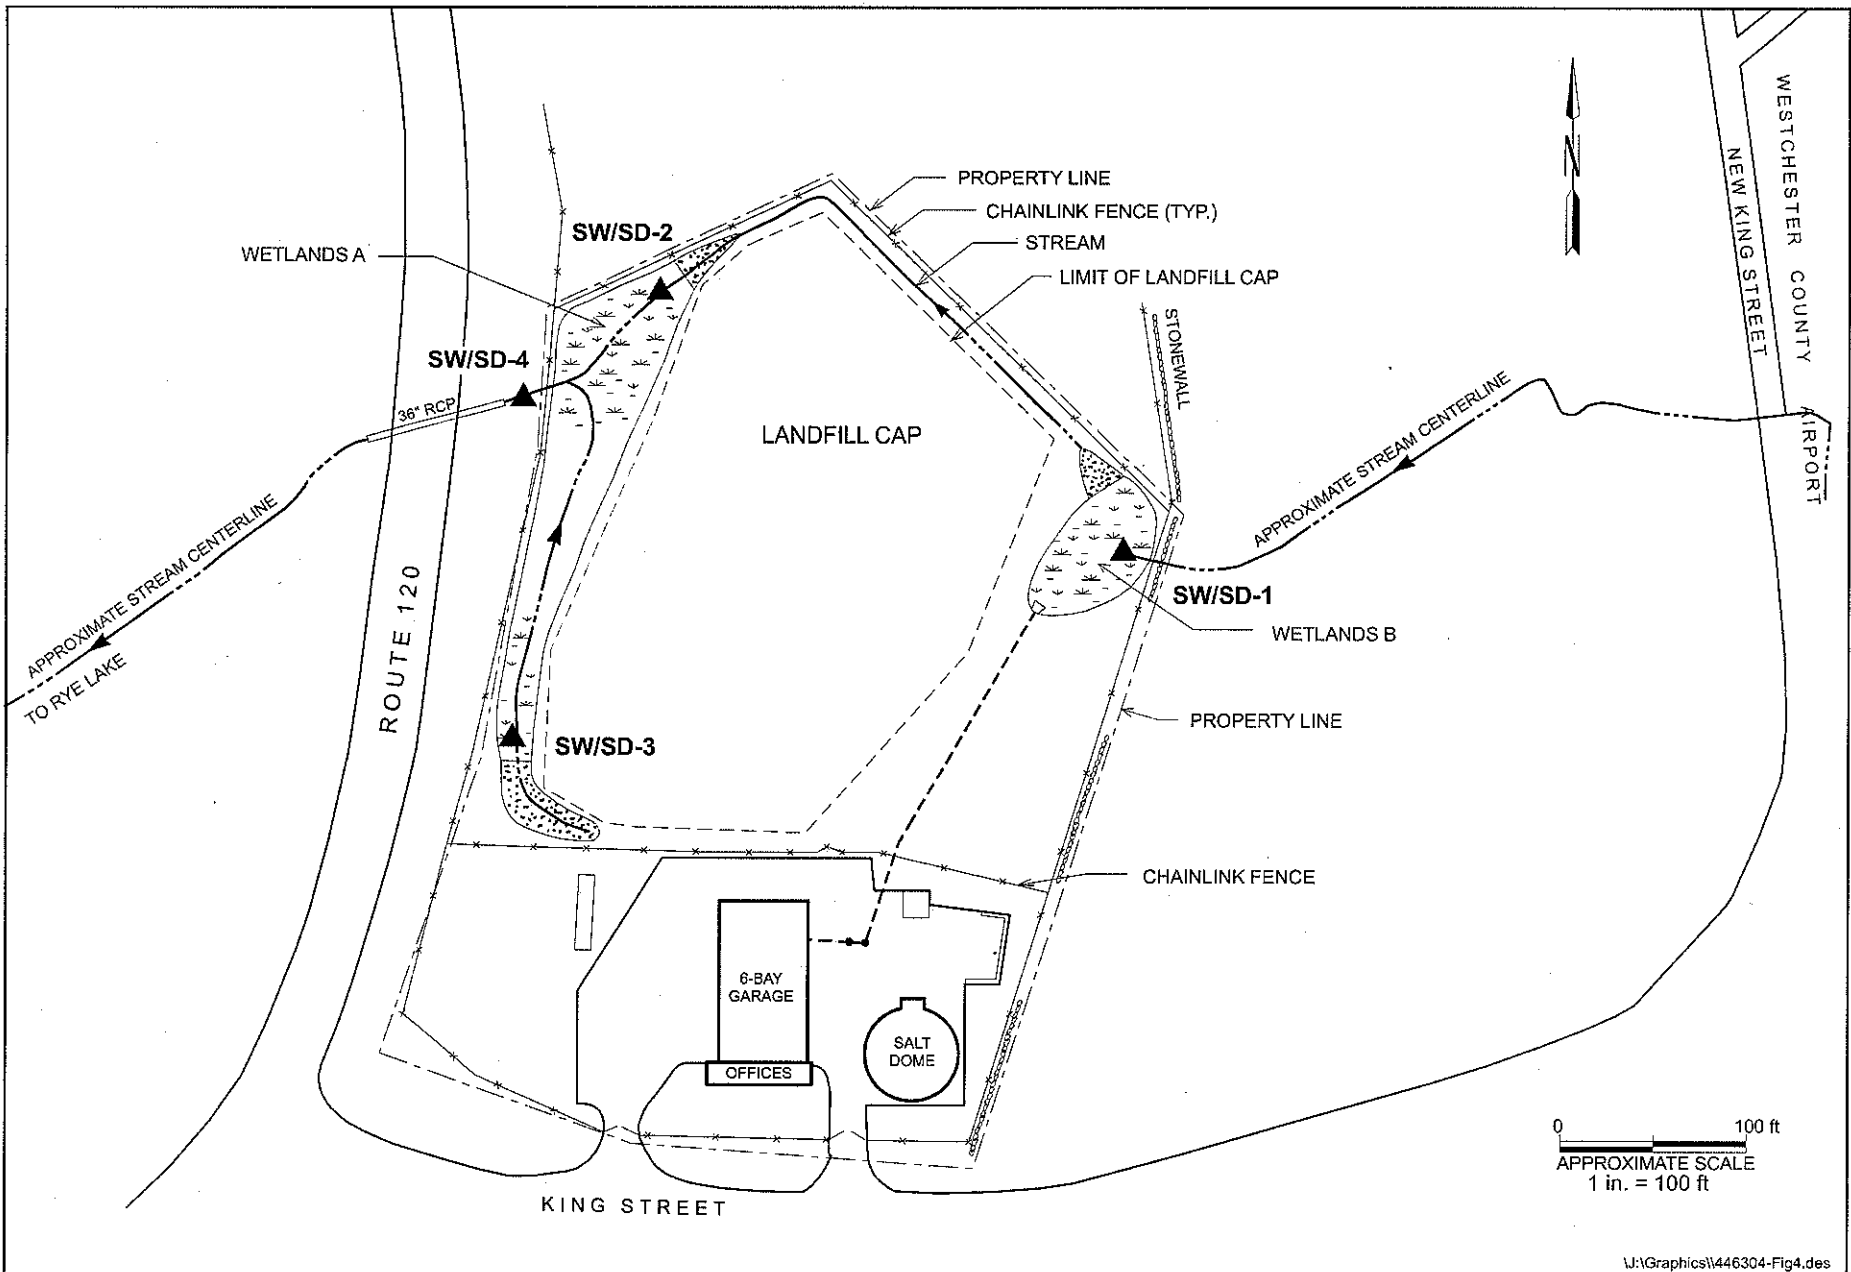 PROPERTY LINE
CHAINLINK FENCE (TYP.)
STREAM
LIMIT OF LANDFILL CAP
SW/SD-2
WETLANDS A
SW/SD-4
36" RCP
LANDFILL CAP
STONEWALL
N
NEW KING STREET
WESTCHESTER COUNTY AIRPORT
APPROXIMATE STREAM CENTERLINE
APPROXIMATE STREAM CENTERLINE
TO RYE LAKE
ROUTE 120
SW/SD-1
WETLANDS B
PROPERTY LINE
SW/SD-3
CHAINLINK FENCE
6-BAY
GARAGE
OFFICES
SALT
DOME
KING STREET
0 100 ft
APPROXIMATE SCALE
1 in. = 100 ft
\J:\Graphics\\446304-Fig4.des